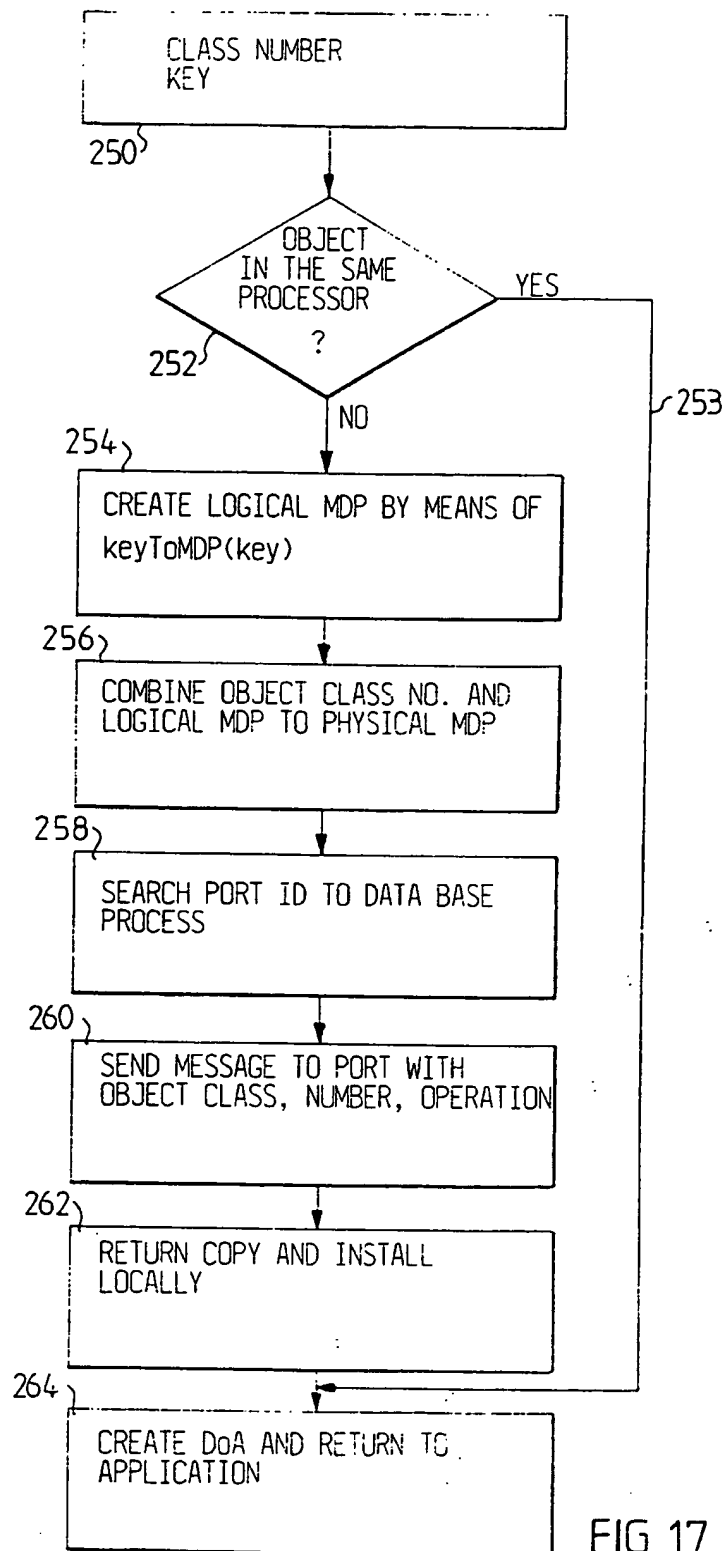 CLASS NUMBER
KEY
250
OBJECT
IN THE SAME
PROCESSOR
?
YES
252
253
NO
254
CREATE LOGICAL MDP BY MEANS OF
keyToMDP(key)
256
COMBINE OBJECT CLASS NO. AND
LOGICAL MDP TO PHYSICAL MDP
258
SEARCH PORT ID TO DATA BASE
PROCESS
260
SEND MESSAGE TO PORT WITH
OBJECT CLASS, NUMBER, OPERATION
262
RETURN COPY AND INSTALL
LOCALLY
264
CREATE DoA AND RETURN TO
APPLICATION
FIG 17